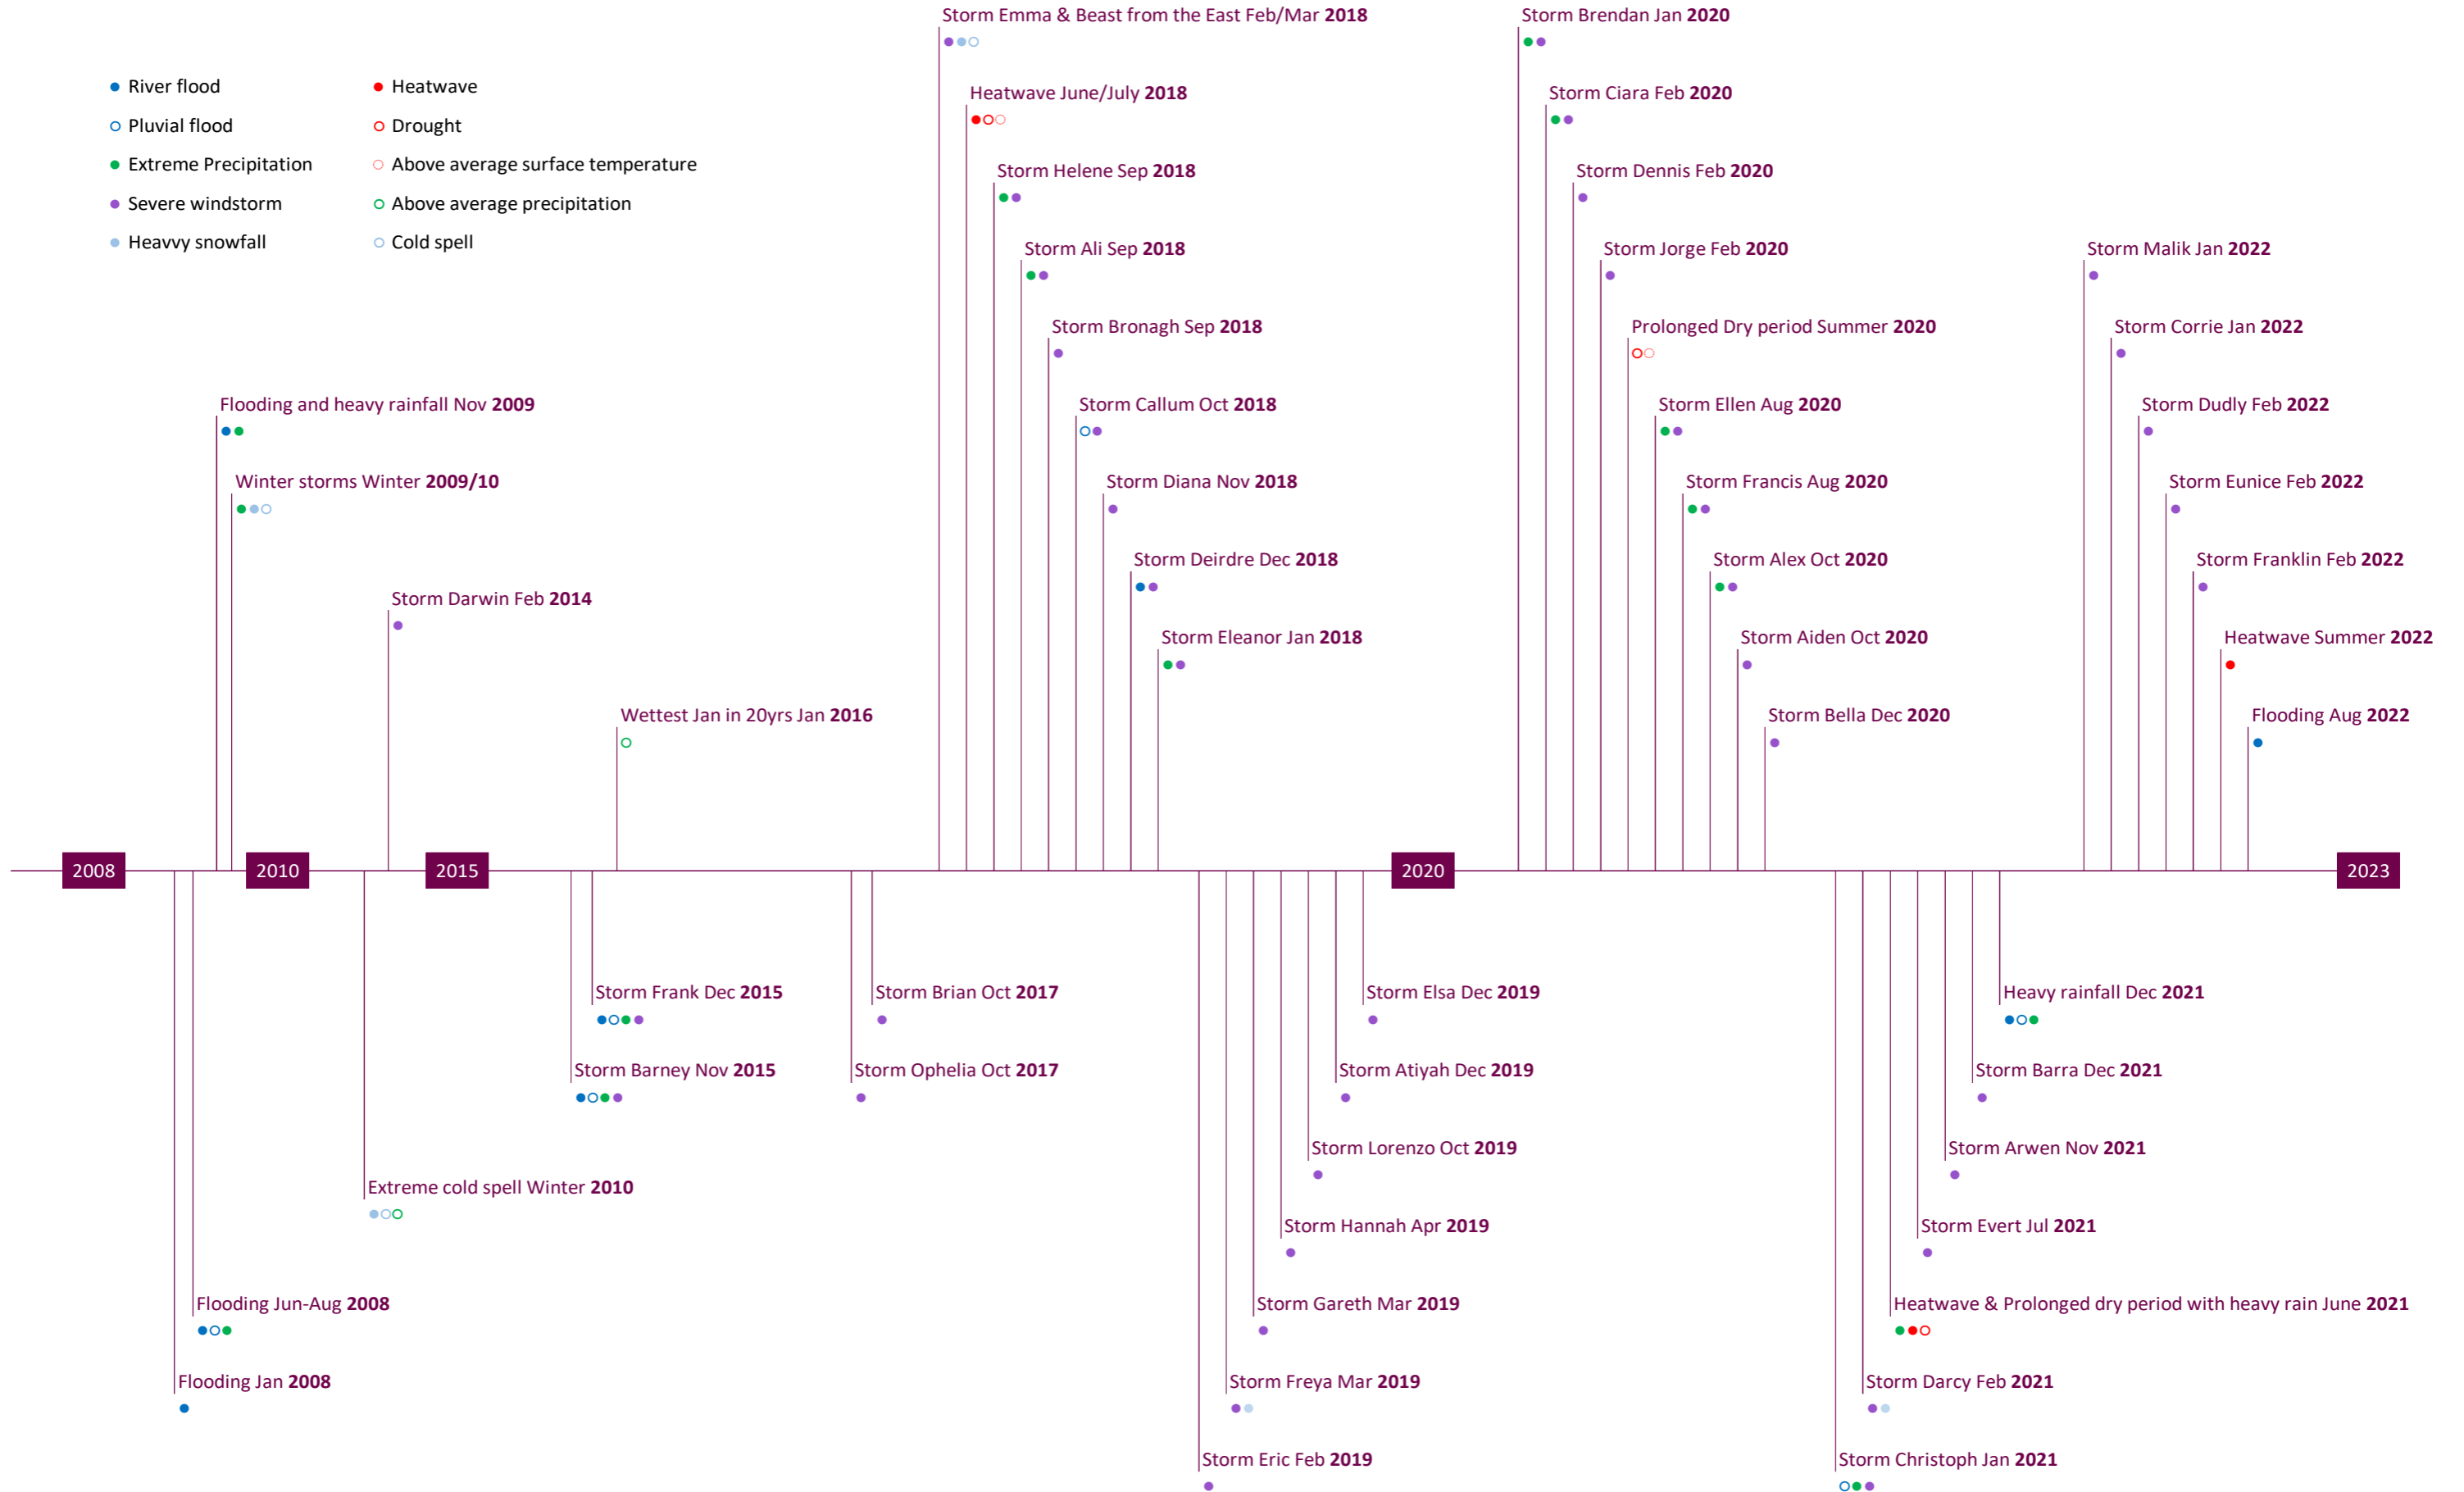 Storm Emma & Beast from the East Feb/Mar 2018
Storm Brendan Jan 2020
River flood
Heatwave
Pluvial flood
Drought
Extreme Precipitation
Above average surface temperature
Severe windstorm
Above average precipitation
Heavvy snowfall
Cold spell
Heatwave June/July 2018
Storm Ciara Feb 2020
Storm Helene Sep 2018
Storm Dennis Feb 2020
Storm Ali Sep 2018
Storm Jorge Feb 2020
Storm Malik Jan 2022
Storm Bronagh Sep 2018
Prolonged Dry period Summer 2020
Storm Corrie Jan 2022
Flooding and heavy rainfall Nov 2009
Storm Callum Oct 2018
Storm Ellen Aug 2020
Storm Dudly Feb 2022
Winter storms Winter 2009/10
Storm Diana Nov 2018
Storm Francis Aug 2020
Storm Eunice Feb 2022
Storm Deirdre Dec 2018
Storm Alex Oct 2020
Storm Franklin Feb 2022
Storm Darwin Feb 2014
Storm Eleanor Jan 2018
Storm Aiden Oct 2020
Heatwave Summer 2022
Wettest Jan in 20yrs Jan 2016
Storm Bella Dec 2020
Flooding Aug 2022
2008
2010
2015
2020
2023
Storm Frank Dec 2015
Storm Brian Oct 2017
Storm Elsa Dec 2019
Heavy rainfall Dec 2021
Storm Barney Nov 2015
Storm Ophelia Oct 2017
Storm Atiyah Dec 2019
Storm Barra Dec 2021
Storm Lorenzo Oct 2019
Storm Arwen Nov 2021
Extreme cold spell Winter 2010
Storm Hannah Apr 2019
Storm Evert Jul 2021
Flooding Jun-Aug 2008
Storm Gareth Mar 2019
Heatwave & Prolonged dry period with heavy rain June 2021
Flooding Jan 2008
Storm Freya Mar 2019
Storm Darcy Feb 2021
Storm Eric Feb 2019
Storm Christoph Jan 2021